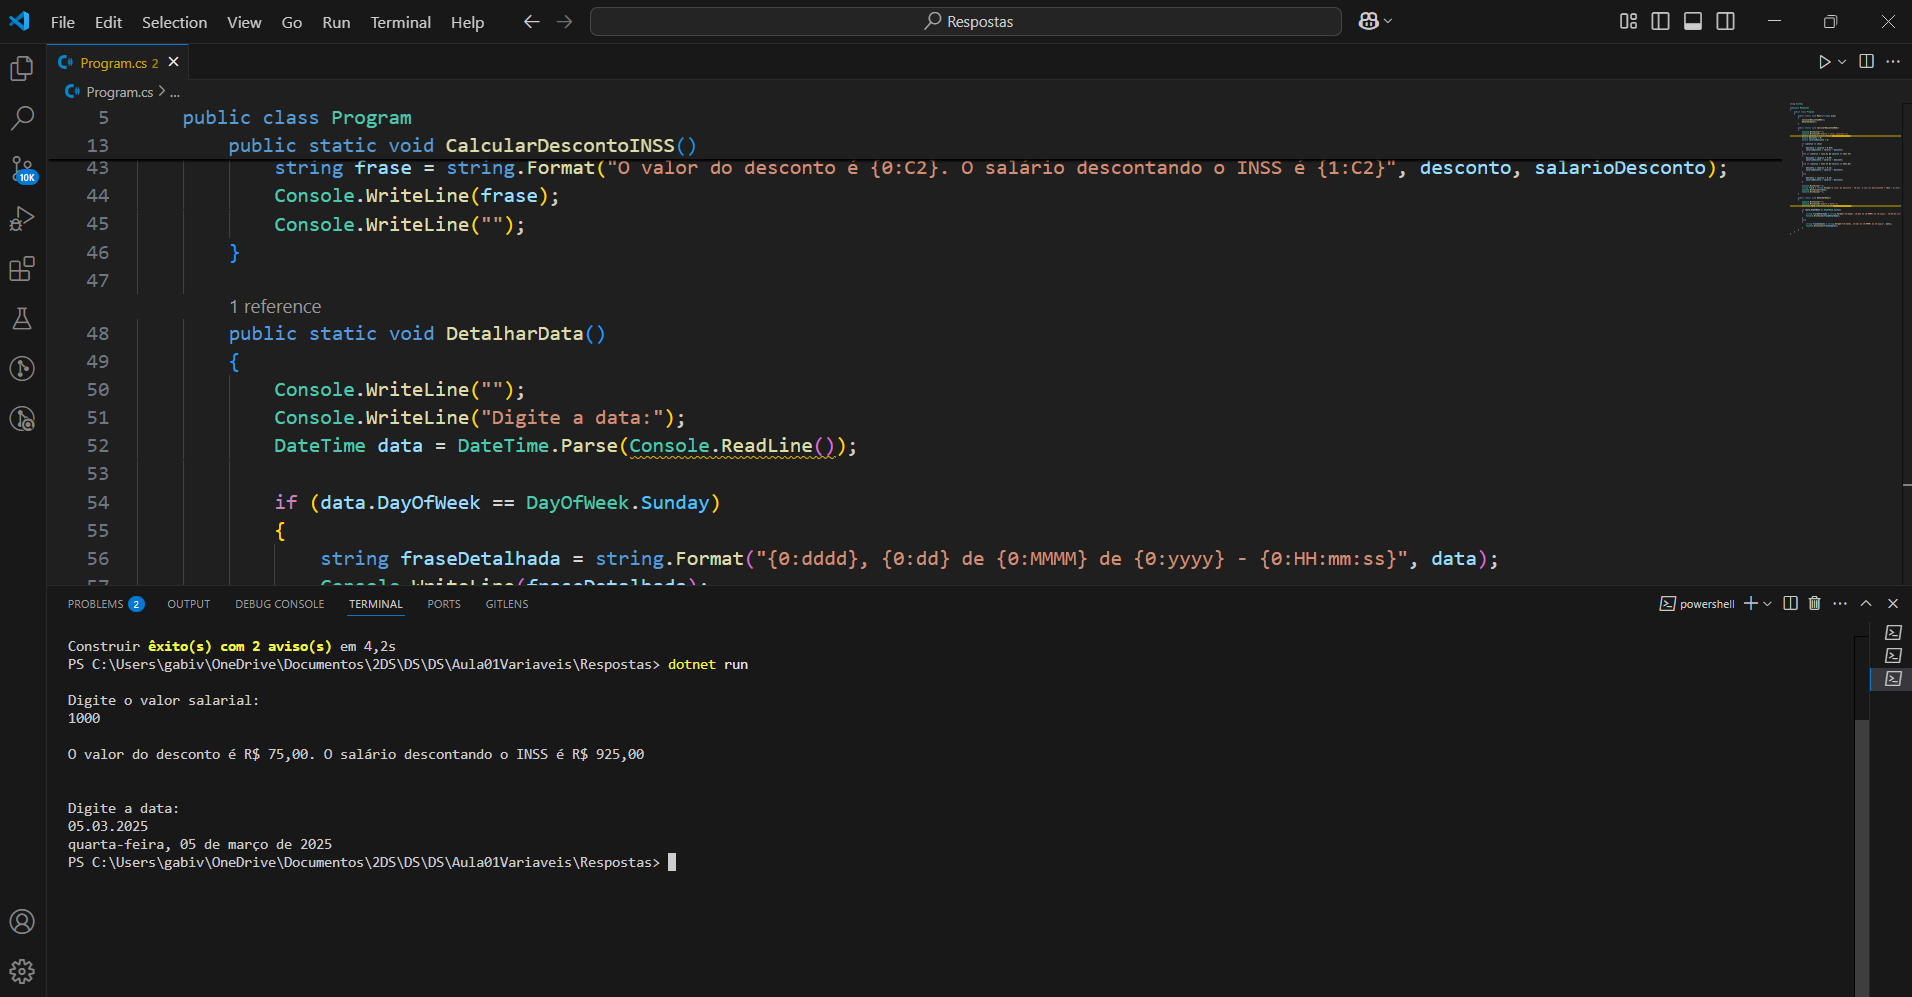 File Edit Selection View Go Run Terminal Help Respostas
Program.cs 2
Program.cs > ...
5 public class Program
13 public static void CalcularDescontoINSS()
43 string frase = string.Format("O valor do desconto é {0:C2}. O salário descontando o INSS é {1:C2}", desconto, salarioDesconto);
44 Console.WriteLine(frase);
45 Console.WriteLine("");
46 }
47
1 reference
48 public static void DetalharData()
49 {
50 Console.WriteLine("");
51 Console.WriteLine("Digite a data:");
52 DateTime data = DateTime.Parse(Console.ReadLine());
53
54 if (data.DayOfWeek == DayOfWeek.Sunday)
55 {
56 string fraseDetalhada = string.Format("{0:dddd}, {0:dd} de {0:MMMM} de {0:yyyy} - {0:HH:mm:ss}", data);
57 Console.WriteLine(fraseDetalhada);
10K
PROBLEMS 2 OUTPUT DEBUG CONSOLE TERMINAL PORTS GITLENS powershell
Construir êxito(s) com 2 aviso(s) em 4,2s
PS C:\Users\gabiv\OneDrive\Documentos\2DS\DS\DS\Aula01Variaveis\Respostas> dotnet run
Digite o valor salarial:
1000
O valor do desconto é R$ 75,00. O salário descontando o INSS é R$ 925,00
Digite a data:
05.03.2025
quarta-feira, 05 de março de 2025
PS C:\Users\gabiv\OneDrive\Documentos\2DS\DS\DS\Aula01Variaveis\Respostas>